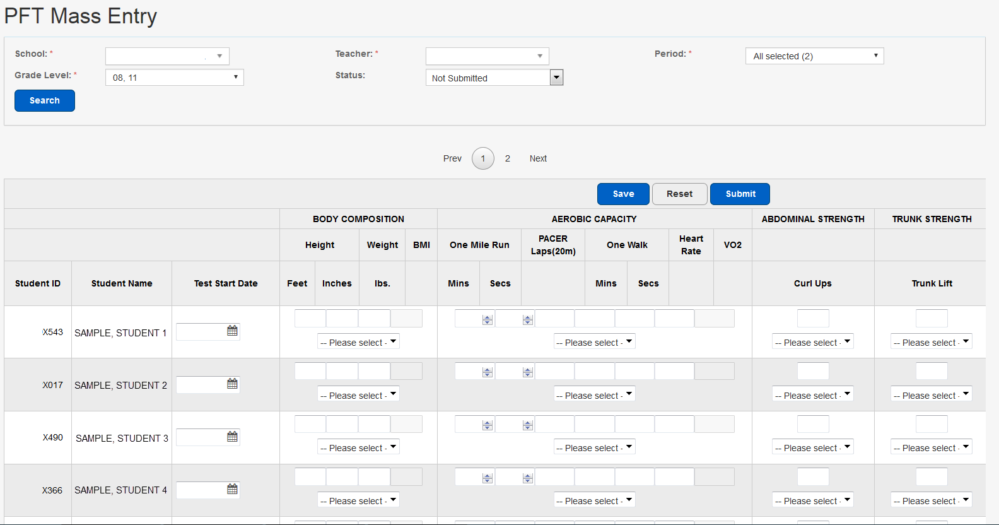 PFT Mass Entry
School: * Teacher: * Period: * All selected (2)
Grade Level: * 08, 11 Status: Not Submitted
Search
Prev 1 2 Next
Save Reset Submit
BODY COMPOSITION AEROBIC CAPACITY ABDOMINAL STRENGTH TRUNK STRENGTH
Height Weight BMI One Mile Run PACER Laps(20m) One Walk Heart Rate VO2
Student ID Student Name Test Start Date Feet Inches lbs. Mins Secs Mins Secs Curl Ups Trunk Lift
X543 SAMPLE, STUDENT 1
-- Please select - -- Please select - -- Please select - -- Please select -
X017 SAMPLE, STUDENT 2
-- Please select - -- Please select - -- Please select - -- Please select -
X490 SAMPLE, STUDENT 3
-- Please select - -- Please select - -- Please select - -- Please select -
X366 SAMPLE, STUDENT 4
-- Please select - -- Please select - -- Please select - -- Please select -